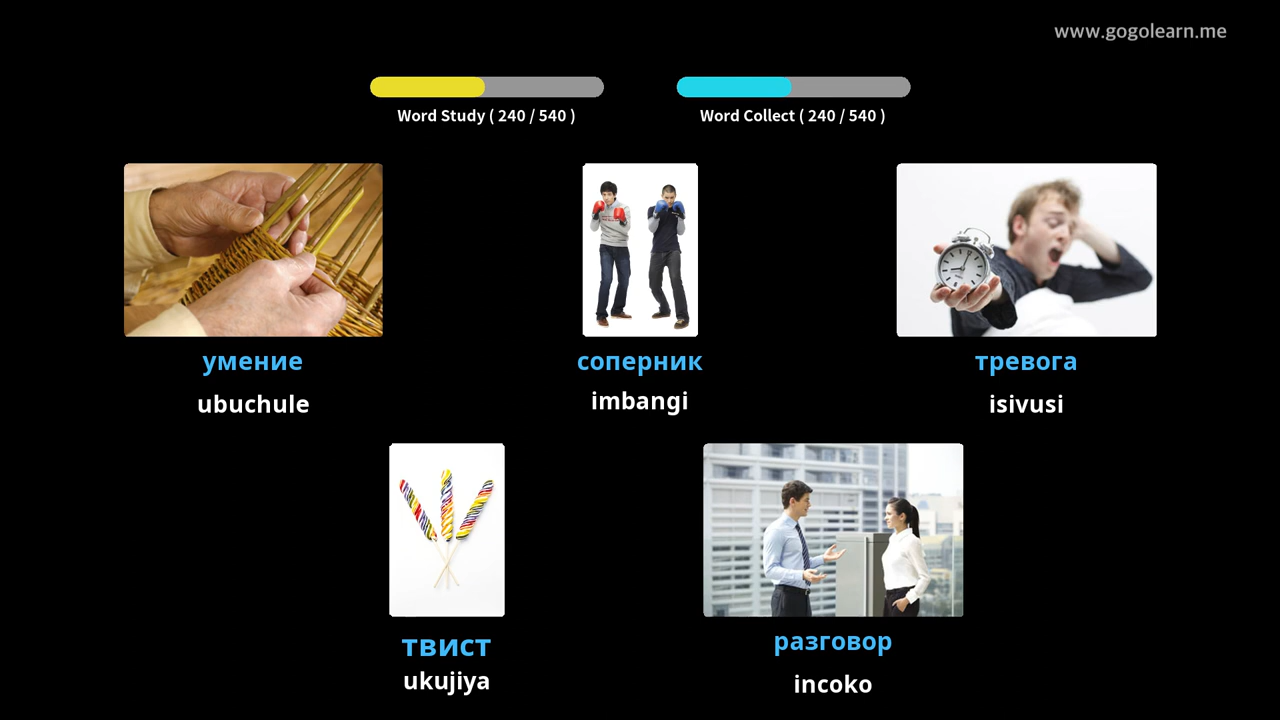 www.gogolearn.me
Word Study ( 240 / 540 )
Word Collect ( 240 / 540 )
умение
ubuchule
соперник
imbangi
тревога
isivusi
твист
ukujiya
разговор
incoko